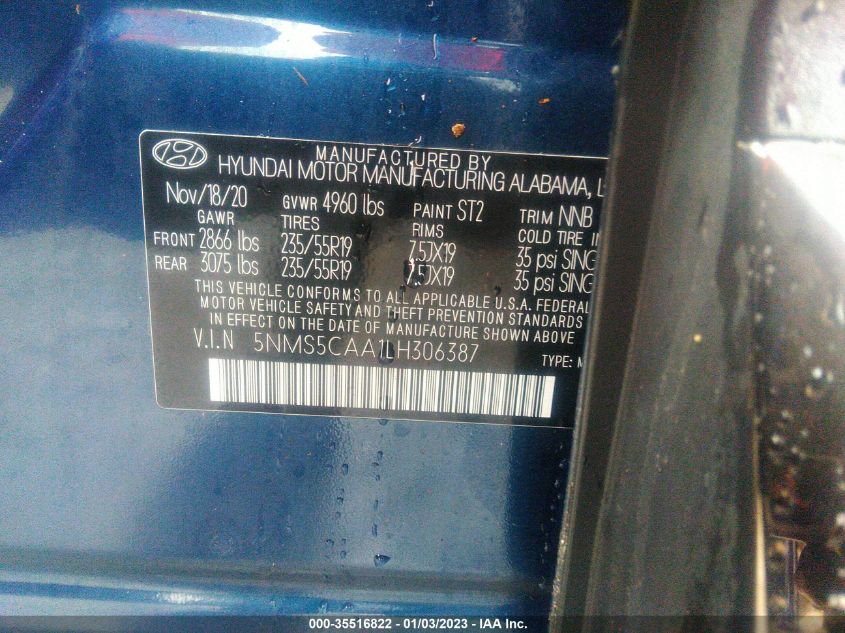 MANUFACTURED BY
HYUNDAI MOTOR MANUFACTURING ALABAMA, L
Nov/18/20 GVWR 4960 lbs PAINT ST2 TRIM NNB
GAWR TIRES RIMS COLD TIRE IN
FRONT 2866 lbs 235/55R19 7.5JX19 35 psi SING
REAR 3075 lbs 235/55R19 7.5JX19 35 psi SING
THIS VEHICLE CONFORMS TO ALL APPLICABLE U.S.A. FEDERAL
MOTOR VEHICLE SAFETY AND THEFT PREVENTION STANDARDS
IN EFFECT ON THE DATE OF MANUFACTURE SHOWN ABOVE
V.I.N 5NMS5CAA1LH306387 TYPE: M
000-35516822 - 01/03/2023 - IAA Inc.